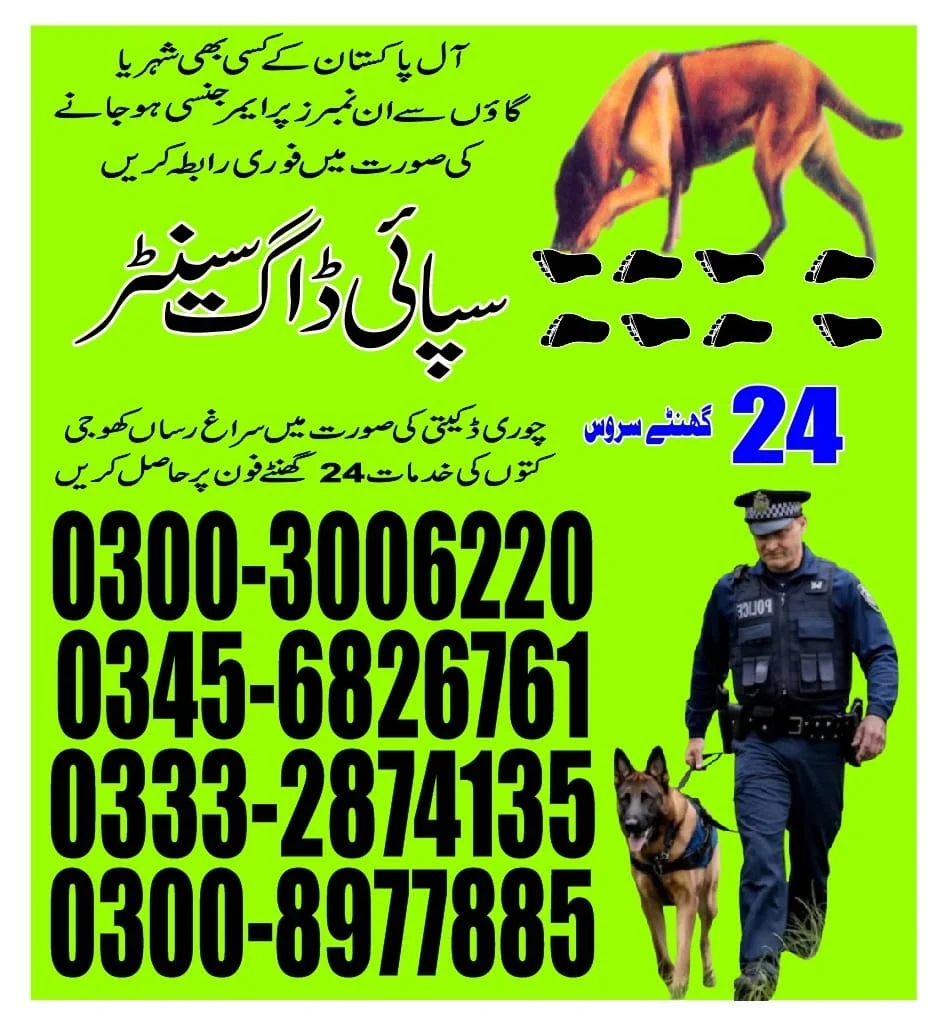 آل پاکستان کے کسی بھی شہر یا
گاؤں سے ان نمبرز پر ایمر جنسی ہو جانے
کی صورت میں فوری رابطہ کریں
سپائی ڈاگ سینٹر
24 گھنٹے سروس
چوری ڈکیتی کی صورت میں سراغ رساں کھوجی
کتوں کی خدمات 24 گھنٹے فون پر حاصل کریں
0300-3006220
0345-6826761
0333-2874135
0300-8977885
POLICE